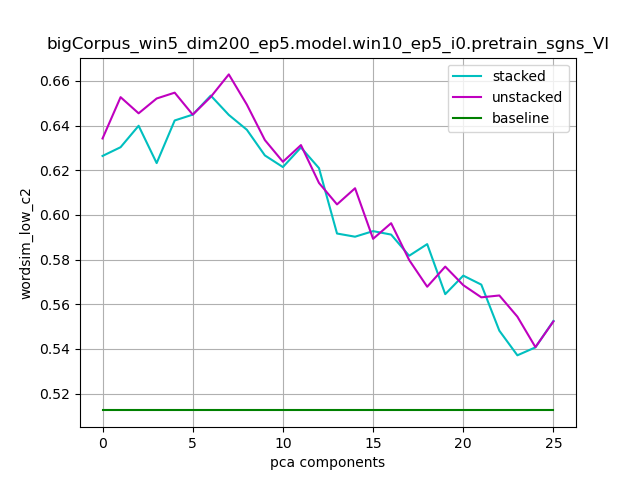 bigCorpus_win5_dim200_ep5.model.win10_ep5_i0.pretrain_sgns_VI
stacked
unstacked
baseline
0.66
0.64
0.62
0.60
0.58
0.56
0.54
0.52
wordsim_low_c2
0 5 10 15 20 25
pca components